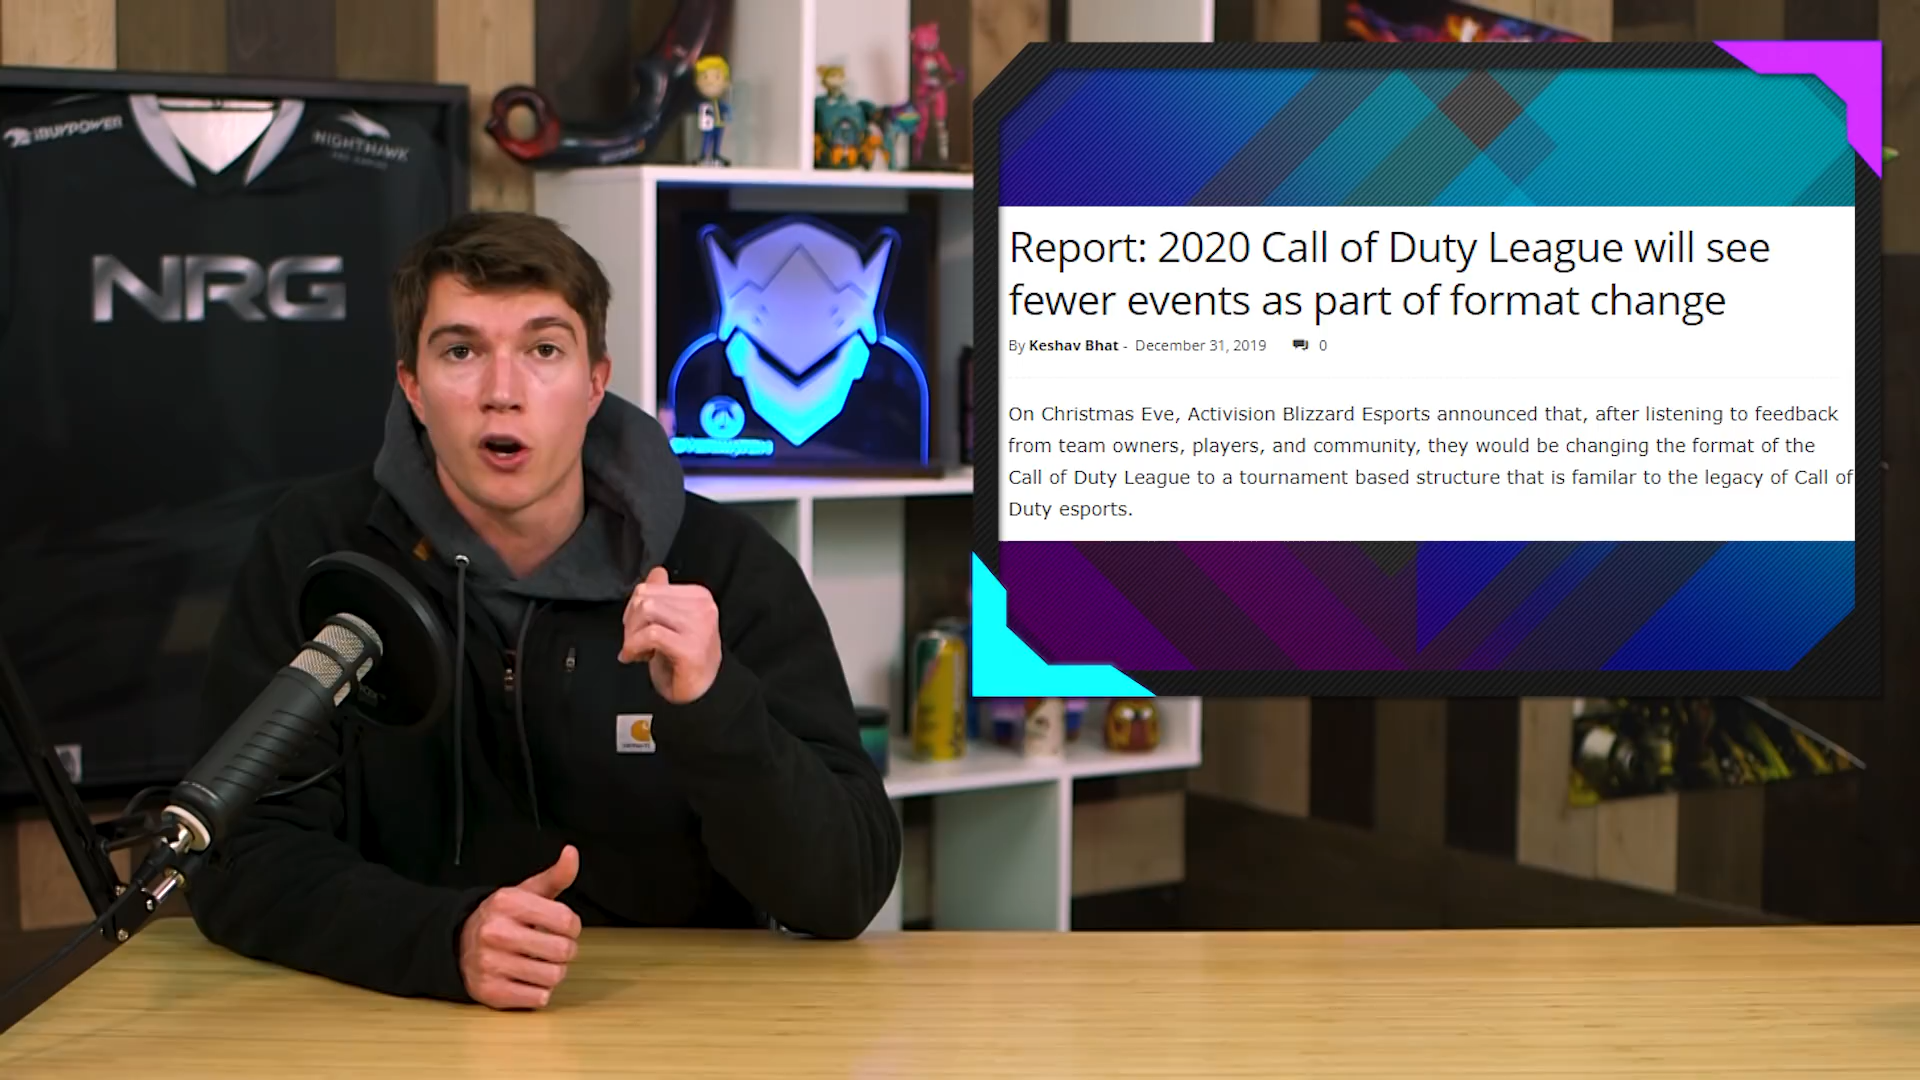 iBUYPOWER
NIGHTHAWK
PRO GAMING
NRG
Report: 2020 Call of Duty League will see
fewer events as part of format change
By Keshav Bhat - December 31, 2019 0
On Christmas Eve, Activision Blizzard Esports announced that, after listening to feedback
from team owners, players, and community, they would be changing the format of the
Call of Duty League to a tournament based structure that is familar to the legacy of Call of
Duty esports.